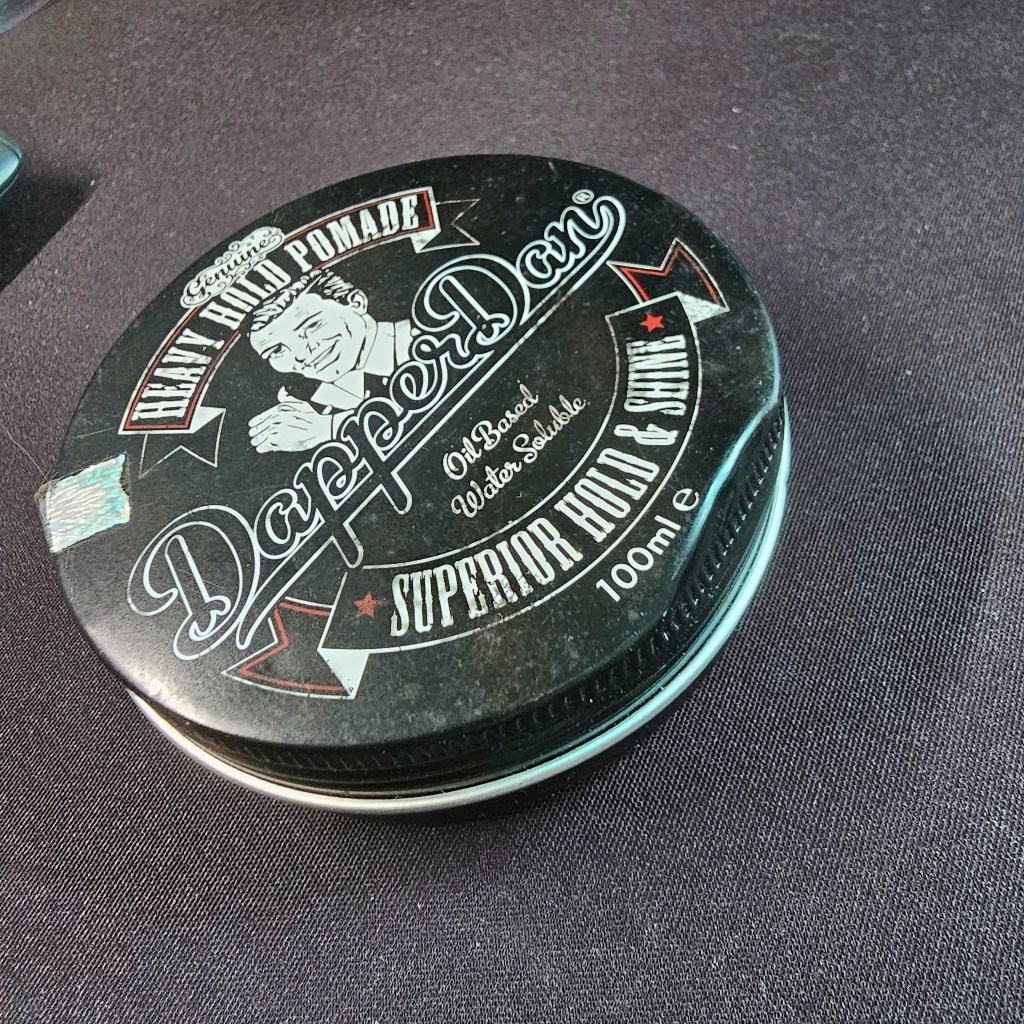 Genuine
HEAVY HOLD POMADE
Dapper Dan®
Oil Based
Water Soluble
SUPERIOR HOLD & SHINE
100ml ℮